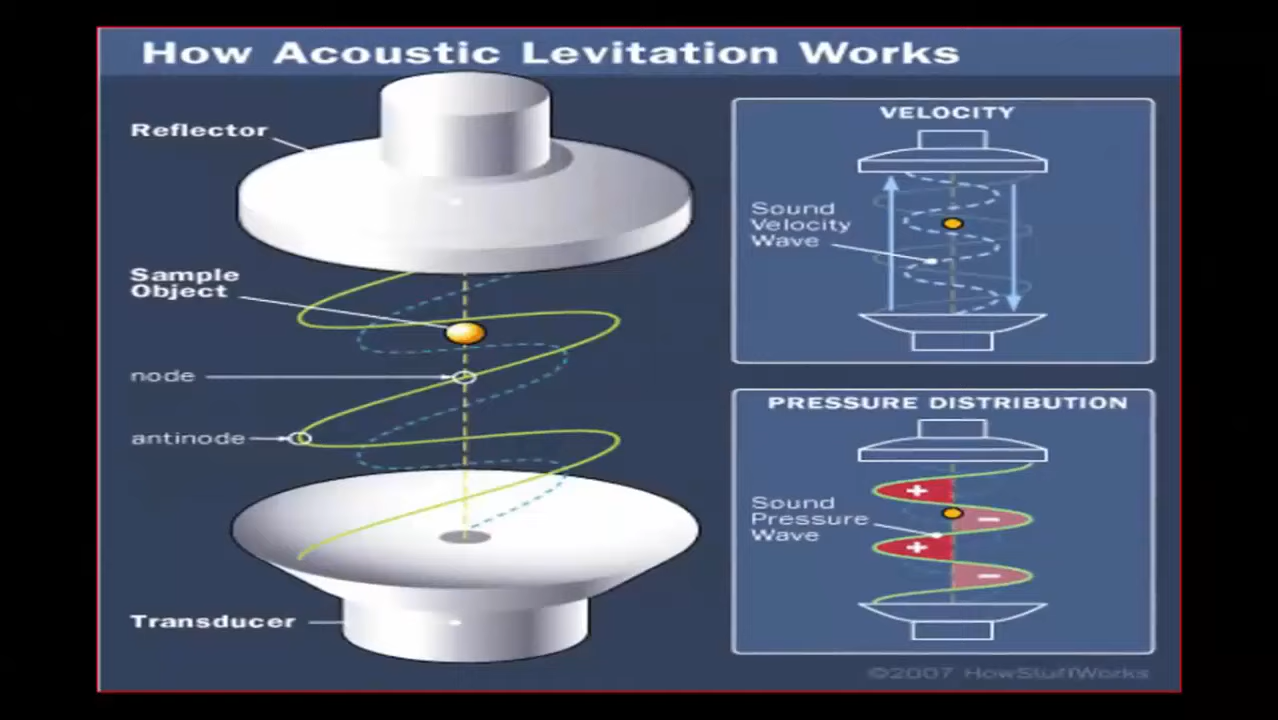 How Acoustic Levitation Works
Reflector
Sample
Object
node
antinode
Transducer
VELOCITY
Sound
Velocity
Wave
PRESSURE DISTRIBUTION
+
−
Sound
Pressure
Wave
+
−
©2007 HowStuffWorks